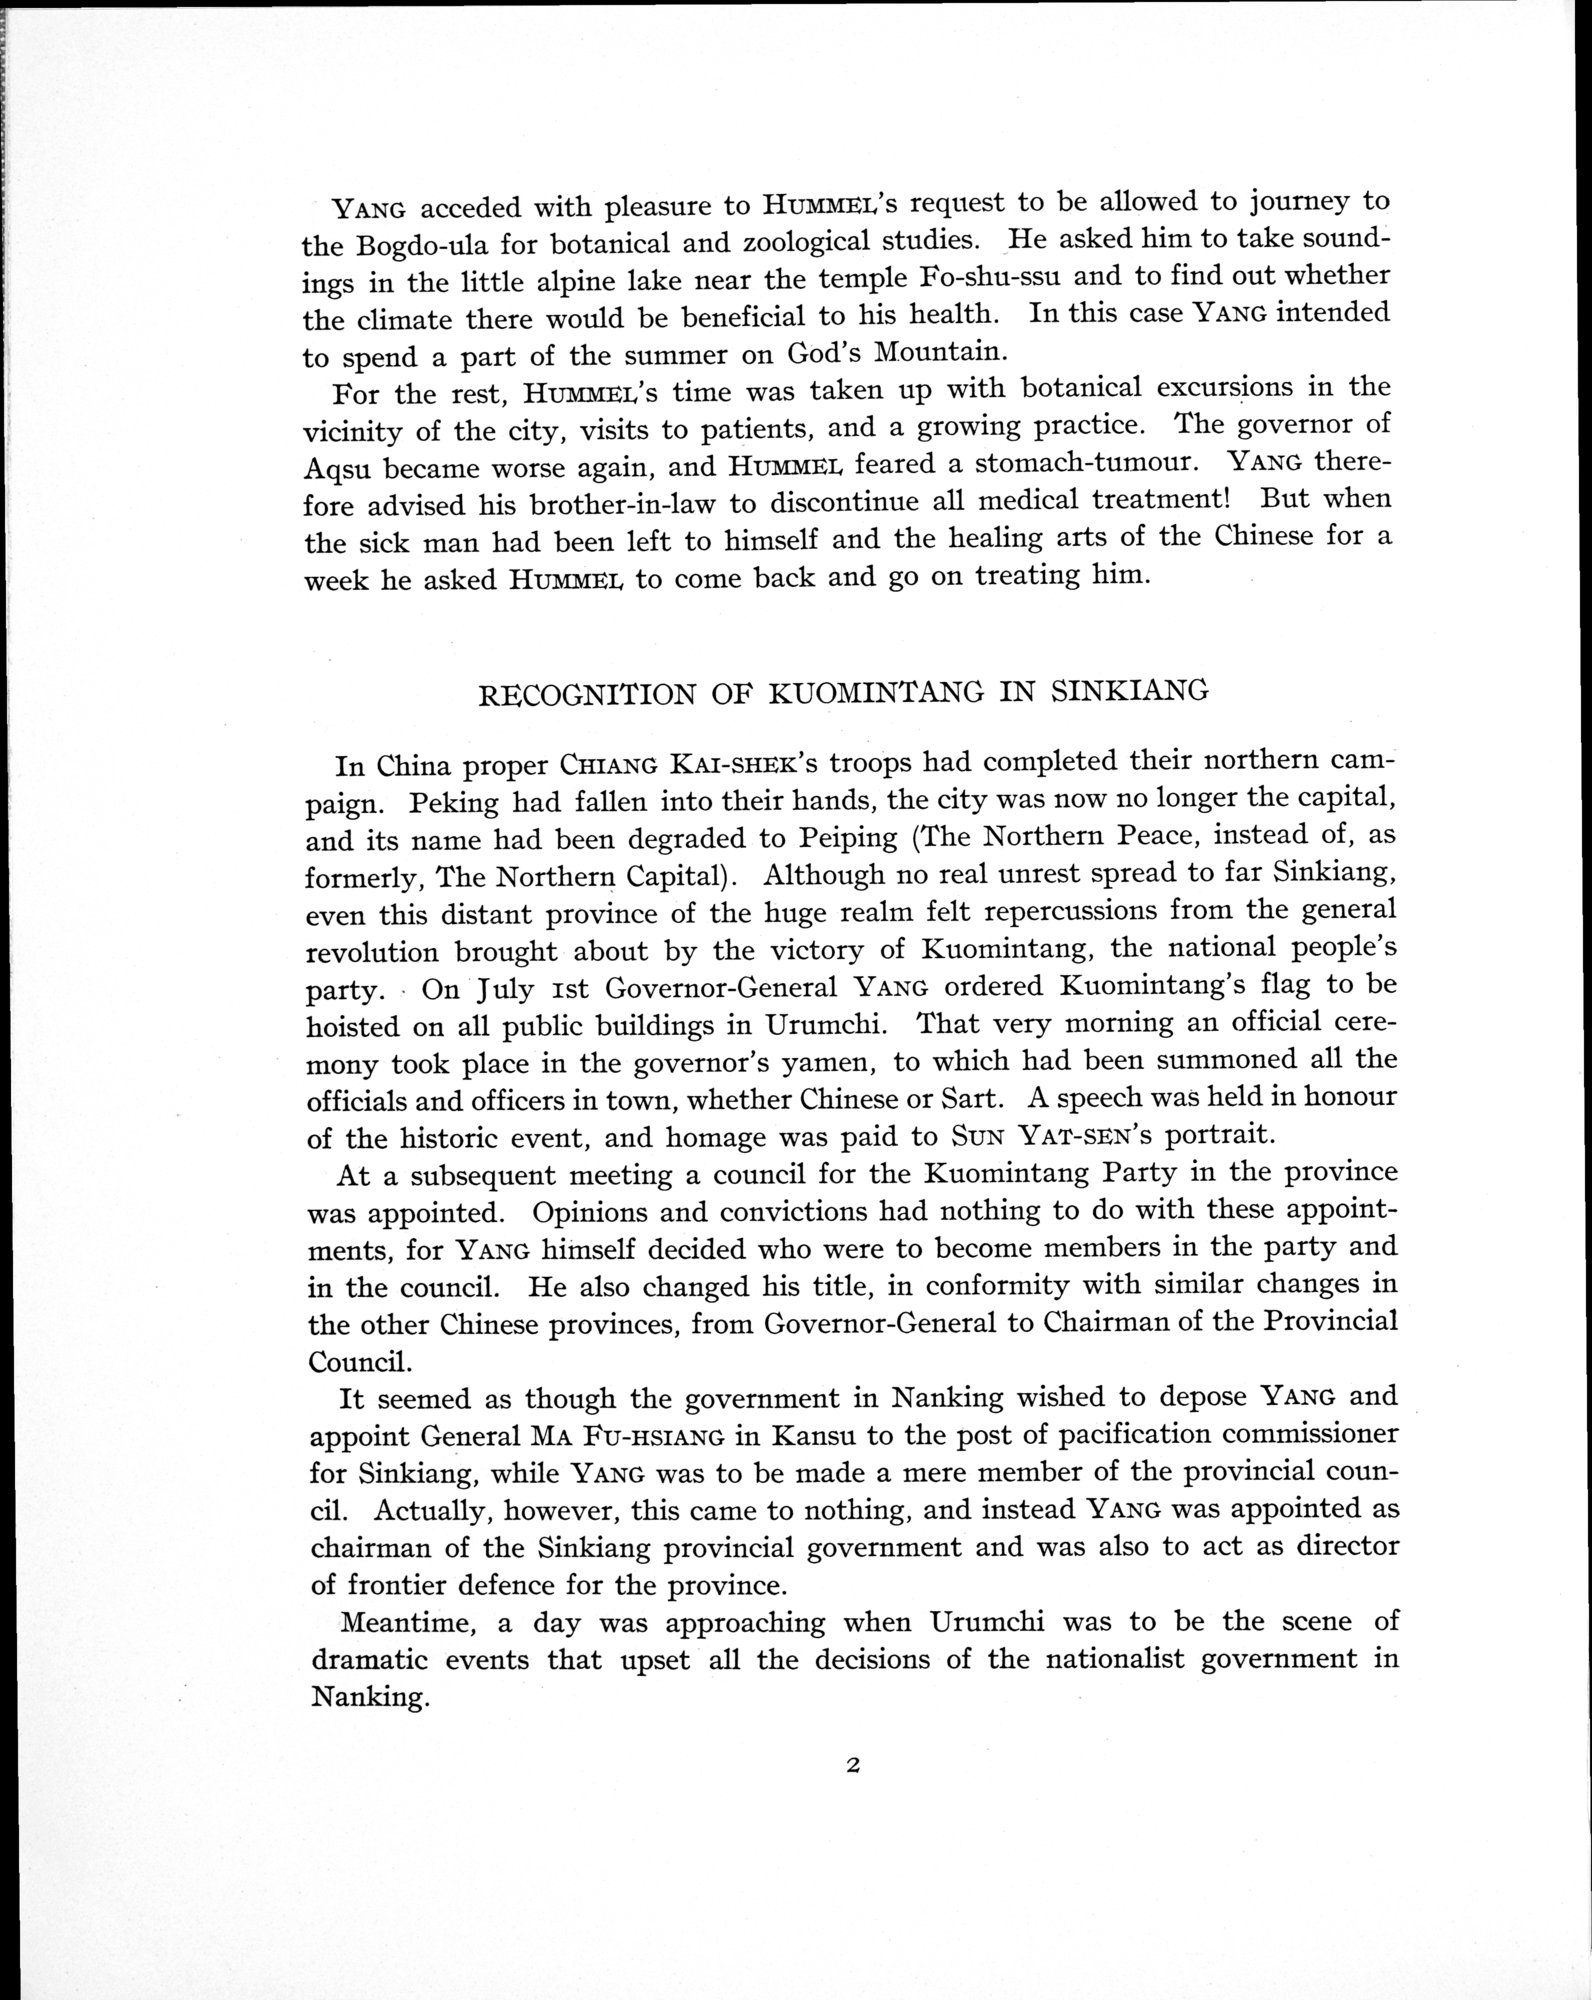 YANG acceded with pleasure to HUMMEL's request to be allowed to journey to
the Bogdo-ula for botanical and zoological studies. He asked him to take sound-
ings in the little alpine lake near the temple Fo-shu-ssu and to find out whether
the climate there would be beneficial to his health. In this case YANG intended
to spend a part of the summer on God's Mountain.
For the rest, HUMMEL's time was taken up with botanical excursions in the
vicinity of the city, visits to patients, and a growing practice. The governor of
Aqsu became worse again, and HUMMEL feared a stomach-tumour. YANG there-
fore advised his brother-in-law to discontinue all medical treatment! But when
the sick man had been left to himself and the healing arts of the Chinese for a
week he asked HUMMEL to come back and go on treating him.
RECOGNITION OF KUOMINTANG IN SINKIANG
In China proper CHIANG KAI-SHEK's troops had completed their northern cam-
paign. Peking had fallen into their hands, the city was now no longer the capital,
and its name had been degraded to Peiping (The Northern Peace, instead of, as
formerly, The Northern Capital). Although no real unrest spread to far Sinkiang,
even this distant province of the huge realm felt repercussions from the general
revolution brought about by the victory of Kuomintang, the national people's
party. On July 1st Governor-General YANG ordered Kuomintang's flag to be
hoisted on all public buildings in Urumchi. That very morning an official cere-
mony took place in the governor's yamen, to which had been summoned all the
officials and officers in town, whether Chinese or Sart. A speech was held in honour
of the historic event, and homage was paid to SUN YAT-SEN's portrait.
At a subsequent meeting a council for the Kuomintang Party in the province
was appointed. Opinions and convictions had nothing to do with these appoint-
ments, for YANG himself decided who were to become members in the party and
in the council. He also changed his title, in conformity with similar changes in
the other Chinese provinces, from Governor-General to Chairman of the Provincial
Council.
It seemed as though the government in Nanking wished to depose YANG and
appoint General MA FU-HSIANG in Kansu to the post of pacification commissioner
for Sinkiang, while YANG was to be made a mere member of the provincial coun-
cil. Actually, however, this came to nothing, and instead YANG was appointed as
chairman of the Sinkiang provincial government and was also to act as director
of frontier defence for the province.
Meantime, a day was approaching when Urumchi was to be the scene of
dramatic events that upset all the decisions of the nationalist government in
Nanking.
2